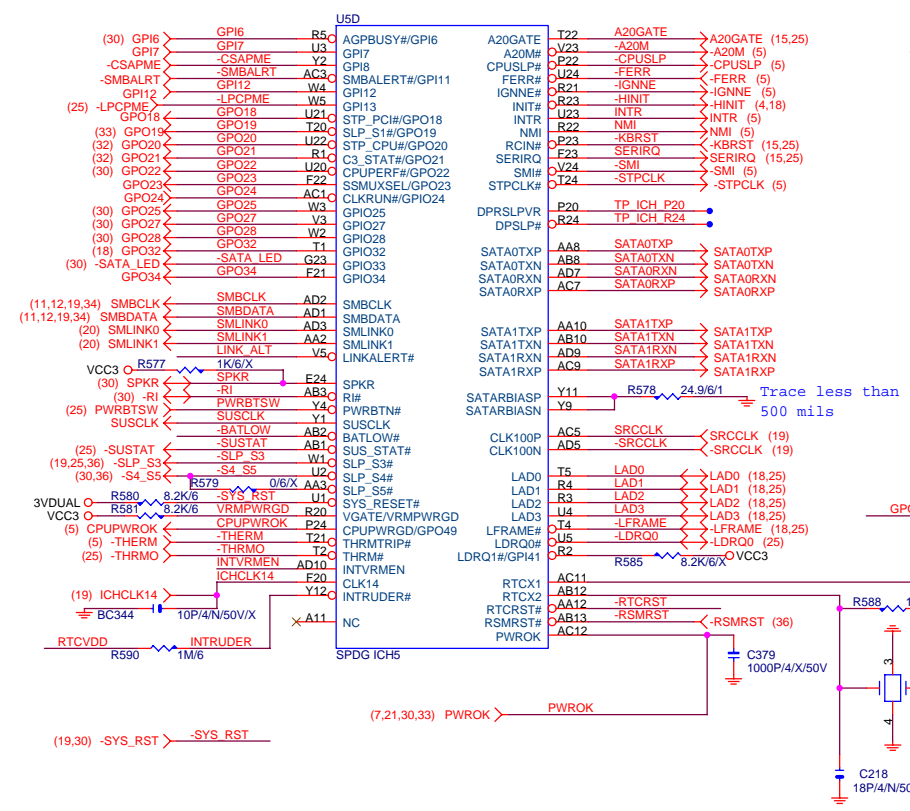 U5D
(30) GPI6 GPI6 R5 AGPBUSY#/GPI6 A20GATE T22 A20GATE A20GATE (15,25)
GPI7 GPI7 U3 GPI7 A20M# V23 -A20M -A20M (5)
-CSAPME -CSAPME Y2 GPI8 CPUSLP# P22 -CPUSLP -CPUSLP (5)
-SMBALRT -SMBALRT AC3 SMBALERT#/GPI11 FERR# U24 -FERR -FERR (5)
GPI12 GPI12 W4 GPI12 IGNNE# R21 -IGNNE -IGNNE (5)
(25) -LPCPME -LPCPME W5 GPI13 INIT# R23 -HINIT -HINIT (4,18)
GPO18 GPO18 U21 STP_PCI#/GPO18 INTR U23 INTR INTR (5)
(33) GPO19 GPO19 T20 SLP_S1#/GPO19 NMI R22 NMI NMI (5)
(32) GPO20 GPO20 U22 STP_CPU#/GPO20 RCIN# P23 -KBRST -KBRST (15,25)
(32) GPO21 GPO21 R1 C3_STAT#/GPO21 SERIRQ F23 SERIRQ SERIRQ (15,25)
(30) GPO22 GPO22 U20 CPUPERF#/GPO22 SMI# V24 -SMI -SMI (5)
GPO23 GPO23 F22 SSMUXSEL/GPO23 STPCLK# T24 -STPCLK -STPCLK (5)
GPO24 GPO24 AC1 CLKRUN#/GPIO24
(30) GPO25 GPO25 W3 GPIO25 DPRSLPVR P20 TP_ICH_P20
(30) GPO27 GPO27 V3 GPIO27 DPSLP# R24 TP_ICH_R24
(30) GPO28 GPO28 W2 GPIO28
(18) GPO32 GPO32 T1 GPIO32 SATA0TXP AA8 SATA0TXP SATA0TXP
(30) -SATA_LED -SATA_LED G23 GPIO33 SATA0TXN AB8 SATA0TXN SATA0TXN
GPO34 GPO34 F21 GPIO34 SATA0RXN AD7 SATA0RXN SATA0RXN
SATA0RXP AC7 SATA0RXP SATA0RXP
(11,12,19,34) SMBCLK SMBCLK AD2 SMBCLK
(11,12,19,34) SMBDATA SMBDATA AD1 SMBDATA
(20) SMLINK0 SMLINK0 AD3 SMLINK0 SATA1TXP AA10 SATA1TXP SATA1TXP
(20) SMLINK1 SMLINK1 AA2 SMLINK1 SATA1TXN AB10 SATA1TXN SATA1TXN
LINK_ALT V5 LINKALERT# SATA1RXN AD9 SATA1RXN SATA1RXN
VCC3 R577 1K/6/X SATA1RXP AC9 SATA1RXP SATA1RXP
(30) SPKR SPKR E24 SPKR
(30) -RI -RI AB3 RI# SATARBIASP Y11 R578 24.9/6/1 Trace less than
(25) PWRBTSW PWRBTSW Y4 PWRBTN# SATARBIASN Y9 500 mils
SUSCLK SUSCLK Y1 SUSCLK
-BATLOW AB2 BATLOW# CLK100P AC5 SRCCLK SRCCLK (19)
(25) -SUSTAT -SUSTAT AB1 SUS_STAT# CLK100N AD5 -SRCCLK -SRCCLK (19)
(19,25,36) -SLP_S3 -SLP_S3 W1 SLP_S3#
(30,36) -S4_S5 -S4_S5 U2 SLP_S4# LAD0 T5 LAD0 LAD0 (18,25)
R579 0/6/X AA3 SLP_S5# LAD1 R4 LAD1 LAD1 (18,25)
3VDUAL R580 8.2K/6 -SYS_RST U1 SYS_RESET# LAD2 R3 LAD2 LAD2 (18,25)
VCC3 R581 8.2K/6 VRMPWRGD R20 VGATE/VRMPWRGD LAD3 U4 LAD3 LAD3 (18,25)
(5) CPUPWROK CPUPWROK P24 CPUPWRGD/GPO49 LFRAME# T4 -LFRAME -LFRAME (18,25)
(5) -THERM -THERM T21 THRMTRIP# LDRQ0# U5 -LDRQ0 -LDRQ0 (25)
(25) -THRMO -THRMO T2 THRM# LDRQ1#/GPI41 R2 R585 8.2K/6/X VCC3
INTVRMEN AD10 INTVRMEN
ICHCLK14 F20 CLK14 RTCX1 AC11
(19) ICHCLK14 Y12 INTRUDER# RTCX2 AB12
BC344 10P/4/N/50V/X RTCRST# AA12 -RTCRST R588
A11 NC RSMRST# AB13 -RSMRST -RSMRST (36)
PWROK AC12
RTCVDD R590 1M/6 INTRUDER
SPDG ICH5
C379
1000P/4/X/50V
3
4
(7,21,30,33) PWROK PWROK
(19,30) -SYS_RST -SYS_RST
C218